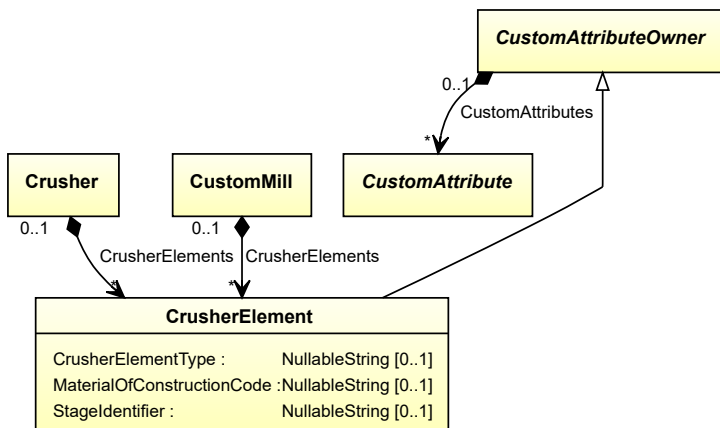 CustomAttributeOwner
0..1
CustomAttributes
*
Crusher
CustomMill
CustomAttribute
0..1
0..1
CrusherElements
CrusherElements
*
*
CrusherElement
CrusherElementType : NullableString [0..1]
MaterialOfConstructionCode :NullableString [0..1]
StageIdentifier : NullableString [0..1]